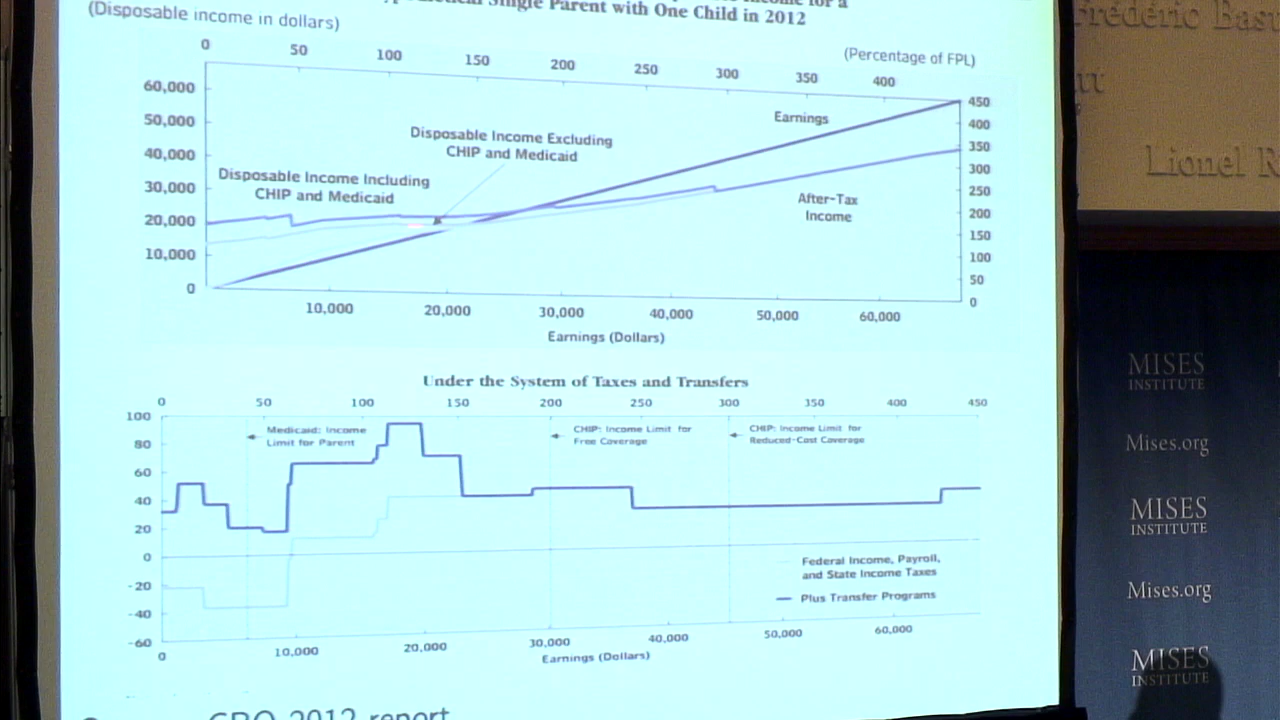 Single Parent with One Child in 2012
(Disposable income in dollars)
(Percentage of FPL)
0 50 100 150 200 250 300 350 400
60,000
50,000
40,000
30,000
20,000
10,000
0
450
400
350
300
250
200
150
100
50
0
Earnings
Disposable Income Excluding
CHIP and Medicaid
Disposable Income Including
CHIP and Medicaid
After-Tax
Income
10,000 20,000 30,000 40,000 50,000 60,000
Earnings (Dollars)
Under the System of Taxes and Transfers
0 50 100 150 200 250 300 350 400 450
100
80
60
40
20
0
-20
-40
-60
Medicaid: Income
Limit for Parent
CHIP: Income Limit for
Free Coverage
CHIP: Income Limit for
Reduced-Cost Coverage
Federal Income, Payroll,
and State Income Taxes
Plus Transfer Programs
0 10,000 20,000 30,000 40,000 50,000 60,000
Earnings (Dollars)
CBO 2012 report
Frédéric
Lionel
MISES
INSTITUTE
Mises.org
MISES
INSTITUTE
Mises.org
MISES
INSTITUTE